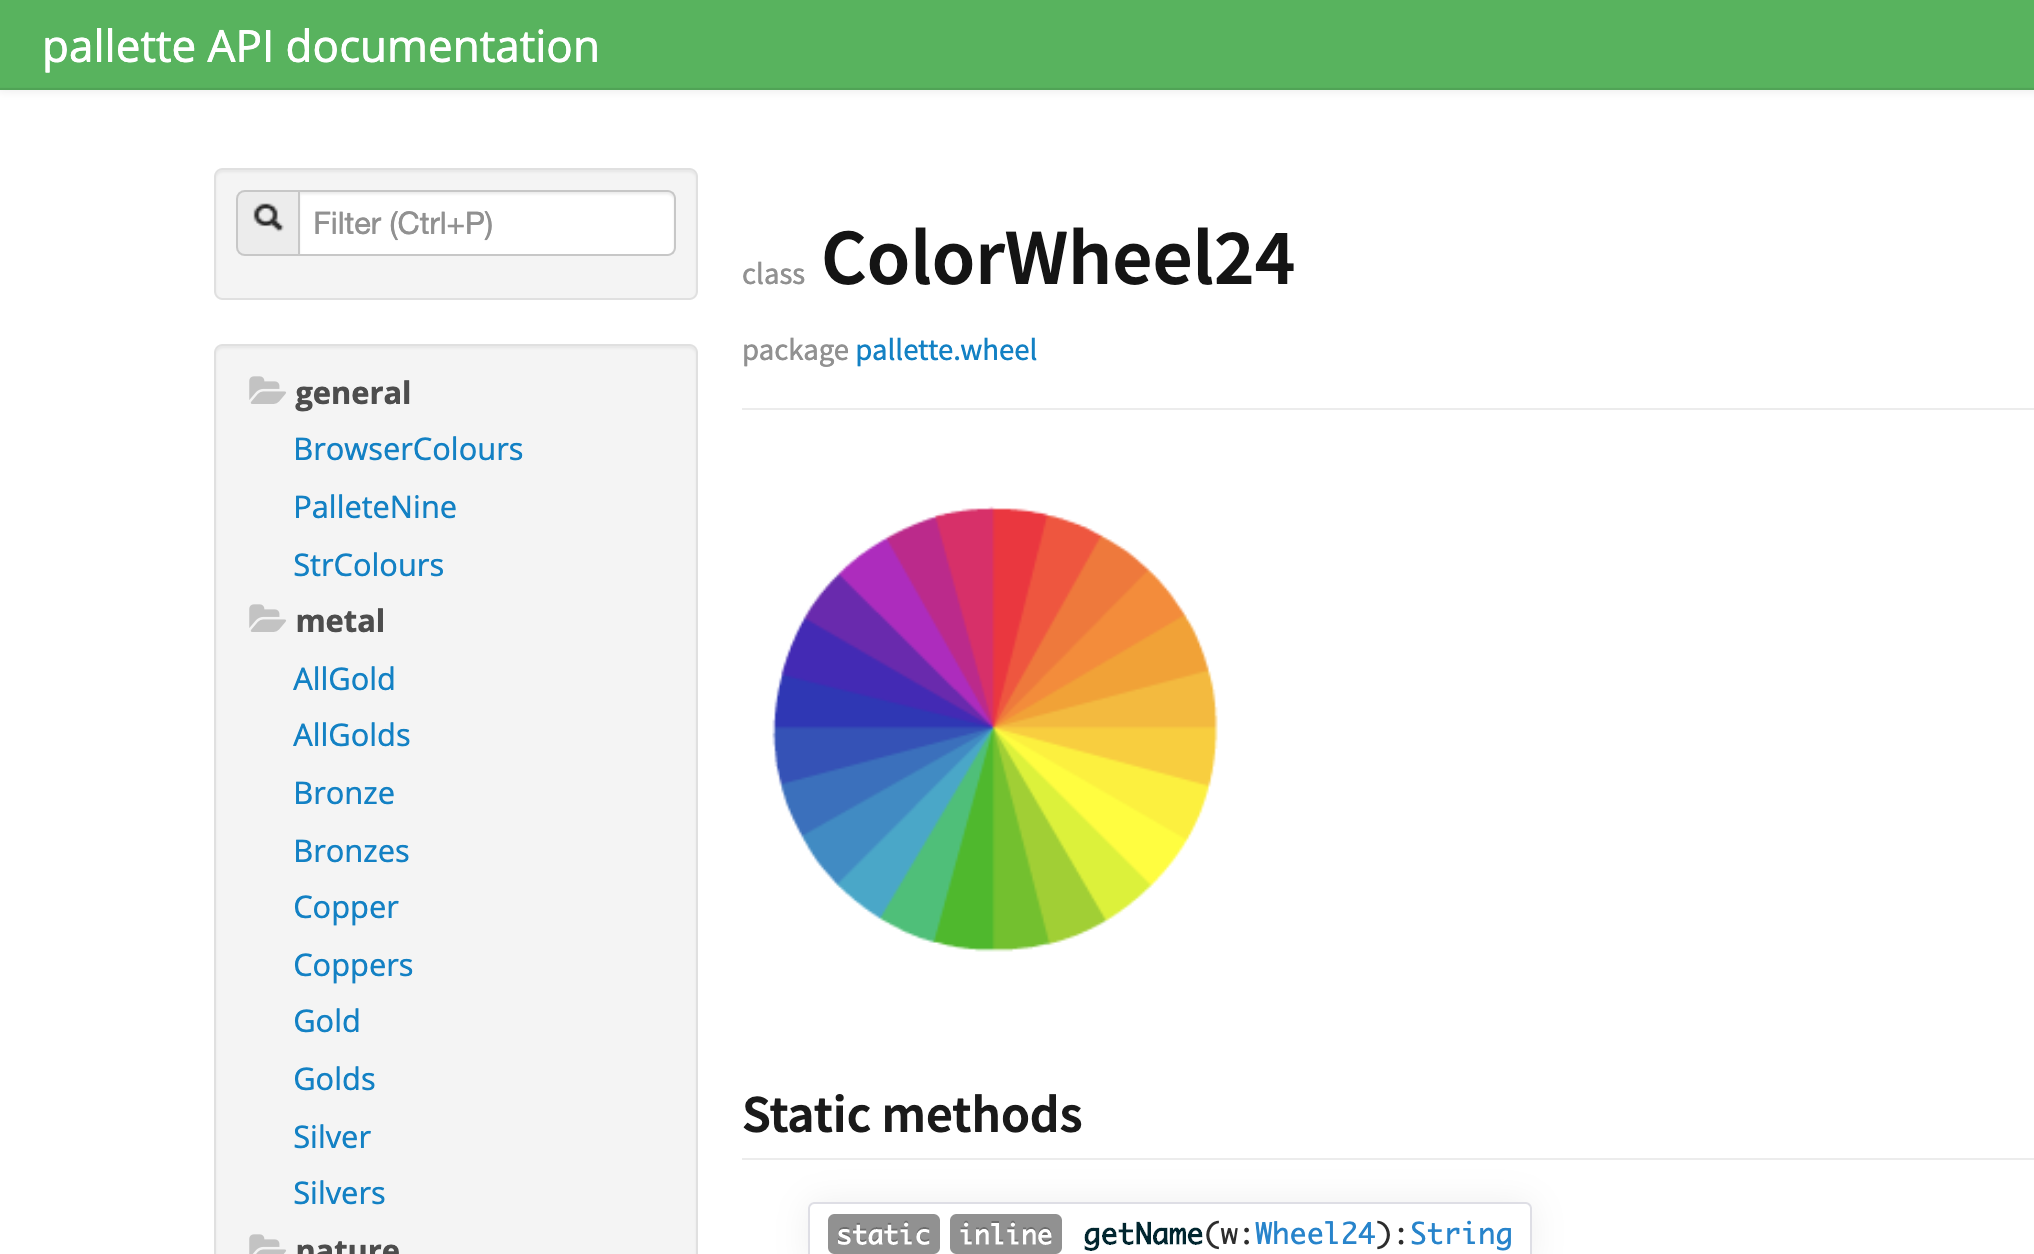 pallette API documentation
Filter (Ctrl+P)
general
BrowserColours
PalleteNine
StrColours
metal
AllGold
AllGolds
Bronze
Bronzes
Copper
Coppers
Gold
Golds
Silver
Silvers
nature
class ColorWheel24
package pallette.wheel
Static methods
static inline getName(w:Wheel24):String